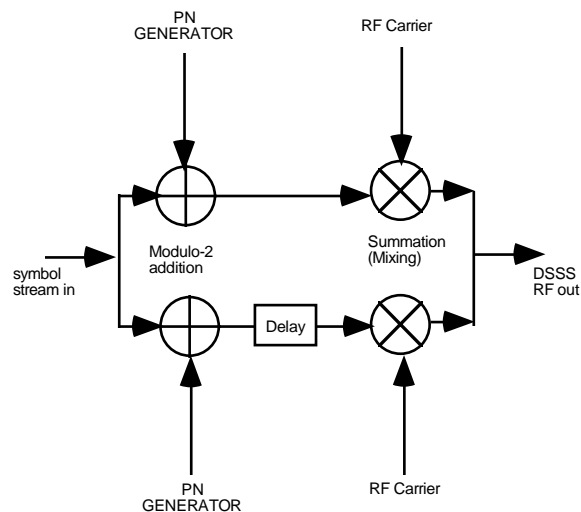 PN
GENERATOR
RF Carrier
Modulo-2
addition
Summation
(Mixing)
symbol
stream in
DSSS
RF out
Delay
PN
GENERATOR
RF Carrier